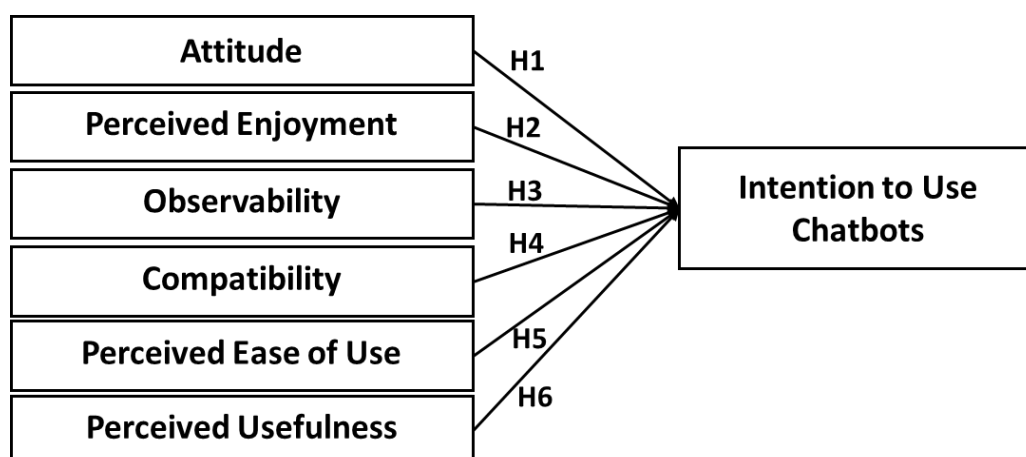 Attitude
H1
Perceived Enjoyment
H2
Observability
H3
Compatibility
H4
Perceived Ease of Use
H5
Perceived Usefulness
H6
Intention to Use
Chatbots